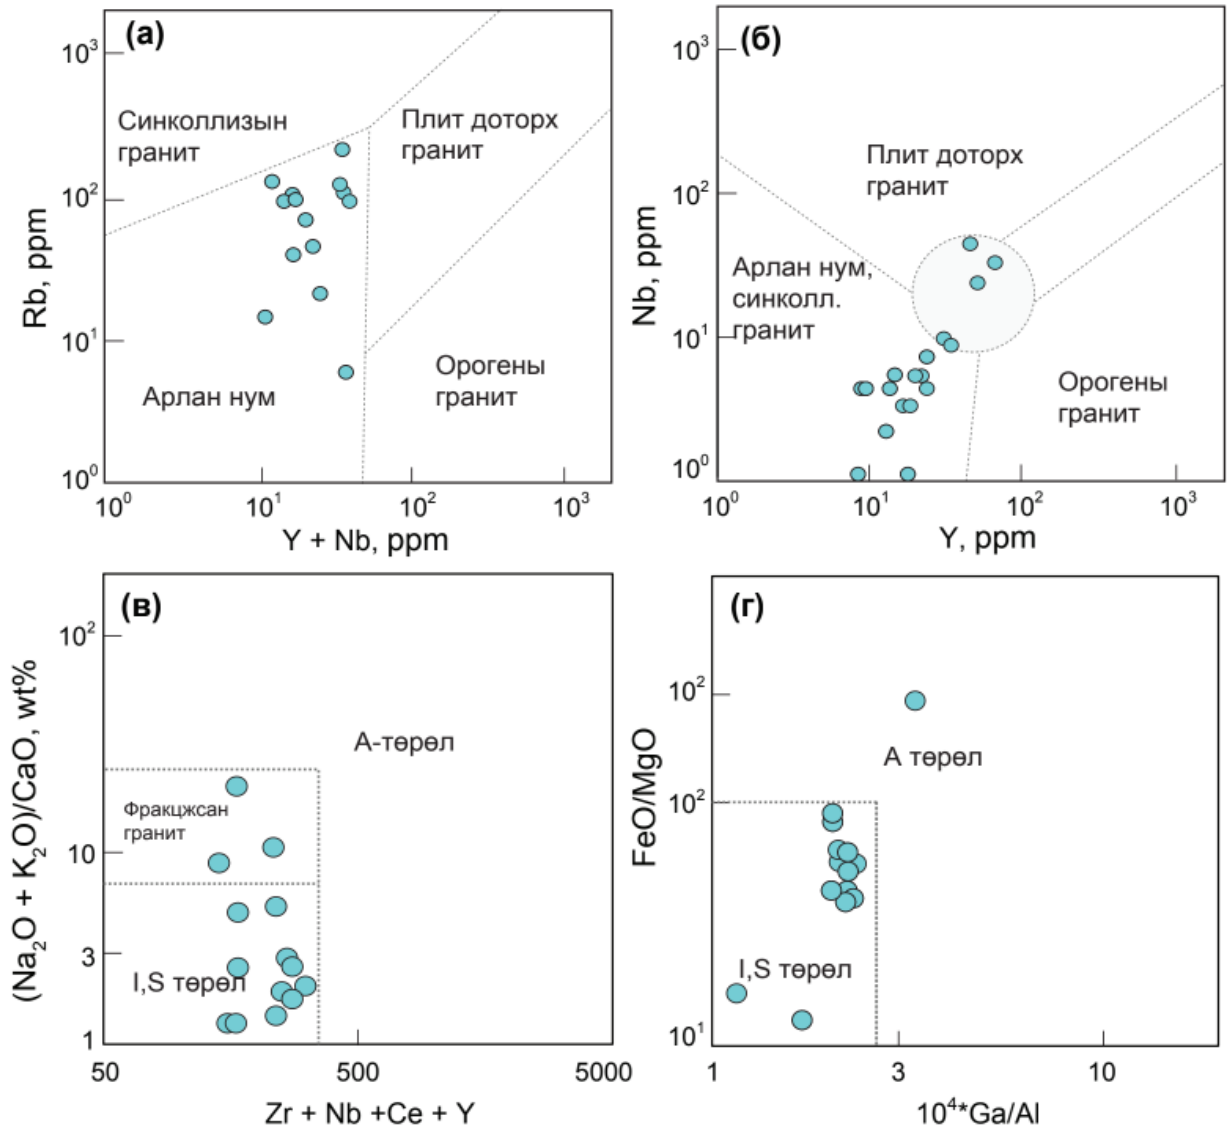 (а)
10³
10²
10¹
10⁰
Rb, ppm
Синколлизын
гранит
Плит доторх
гранит
Арлан нум
Орогены
гранит
10⁰ 10¹ 10² 10³
Y + Nb, ppm
(б)
10³
10²
10¹
10⁰
Nb, ppm
Плит доторх
гранит
Арлан нум,
синколл.
гранит
Орогены
гранит
10⁰ 10¹ 10² 10³
Y, ppm
(в)
10²
10
3
1
(Na₂O + K₂O)/CaO, wt%
А-төрөл
Фракцжсан
гранит
I,S төрөл
50 500 5000
Zr + Nb +Ce + Y
(г)
10²
10²
10¹
FeO/MgO
А төрөл
I,S төрөл
1 3 10
10⁴*Ga/Al